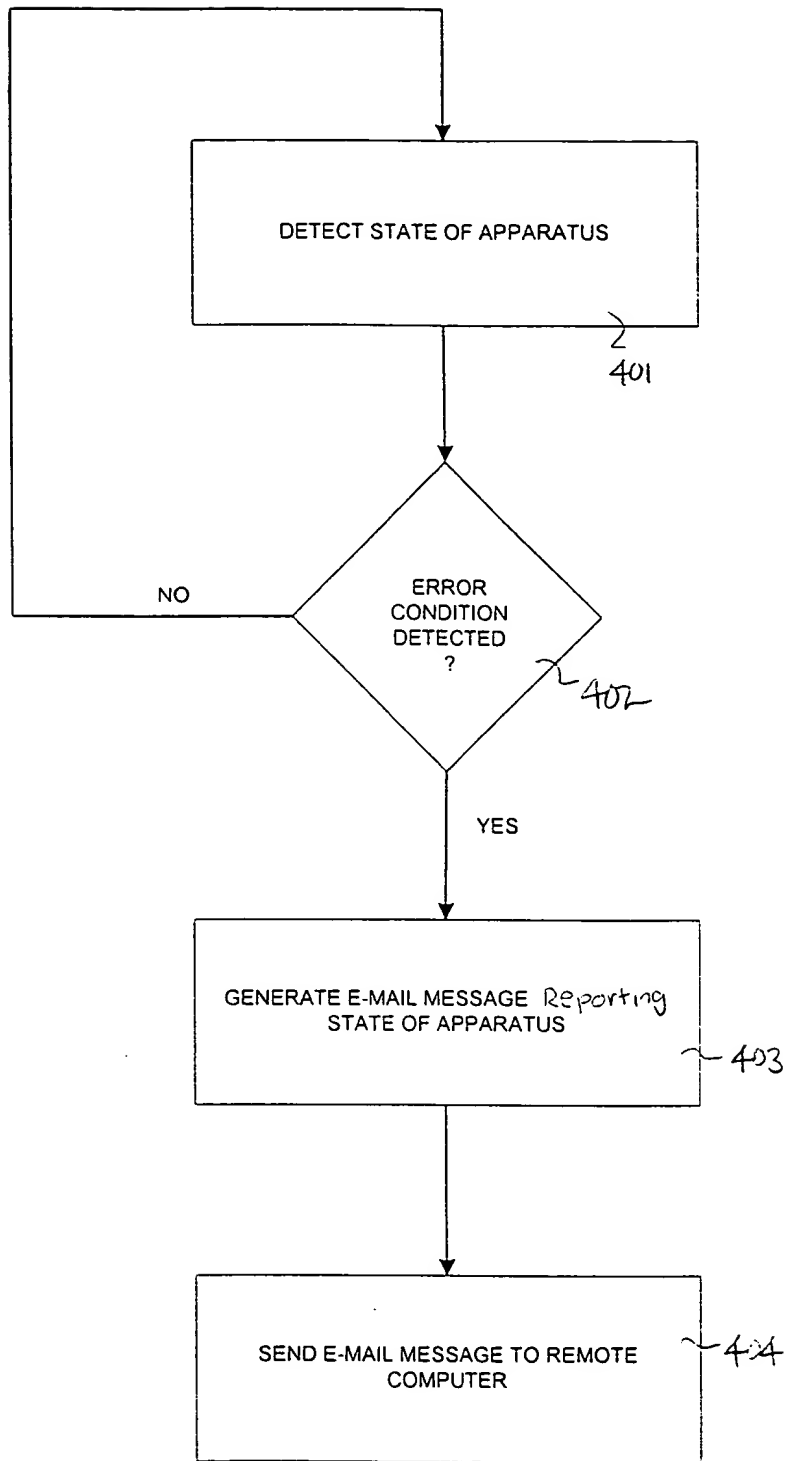 DETECT STATE OF APPARATUS
401
ERROR
CONDITION
DETECTED
?
402
NO
YES
GENERATE E-MAIL MESSAGE Reporting
STATE OF APPARATUS
403
SEND E-MAIL MESSAGE TO REMOTE
COMPUTER
404